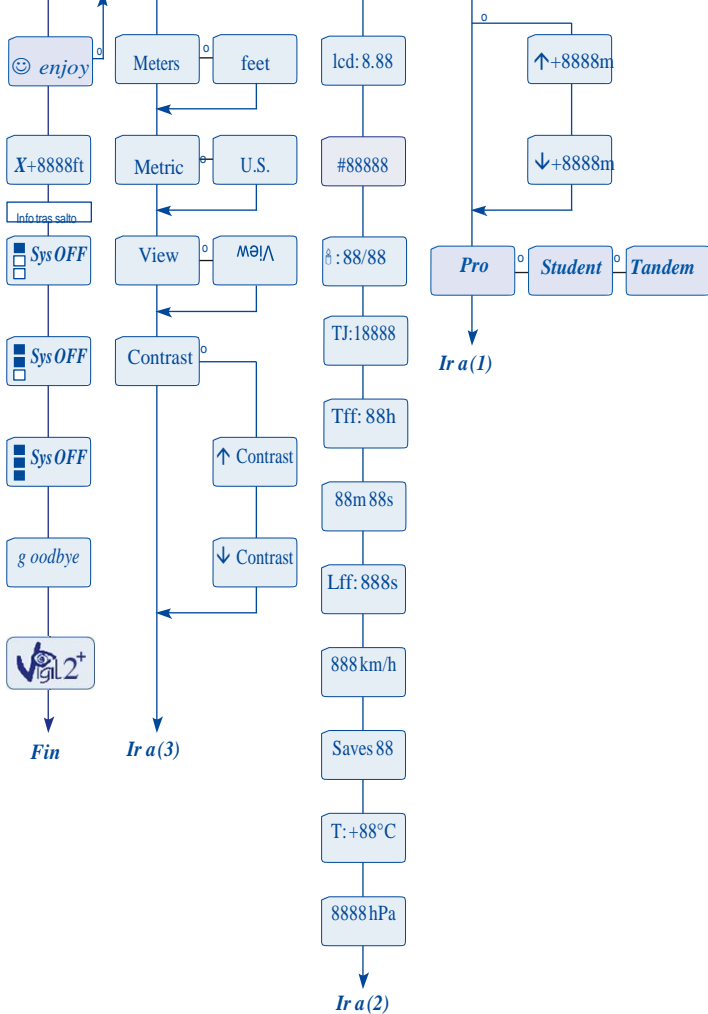 ☺ enjoy
o
X+8888ft
Info tras salto
Sys OFF
Sys OFF
Sys OFF
g oodbye
Vigil 2+
Fin
Meters
o
feet
Metric
o
U.S.
View
o
View
Contrast
o
↑ Contrast
↓ Contrast
Ir a(3)
lcd: 8.88
#88888
: 88/88
TJ:18888
Tff: 88h
88m 88s
Lff: 888s
888 km/h
Saves 88
T: +88°C
8888 hPa
Ir a(2)
o
↑+8888m
↓+8888m
Pro
o
Student
o
Tandem
Ir a(1)